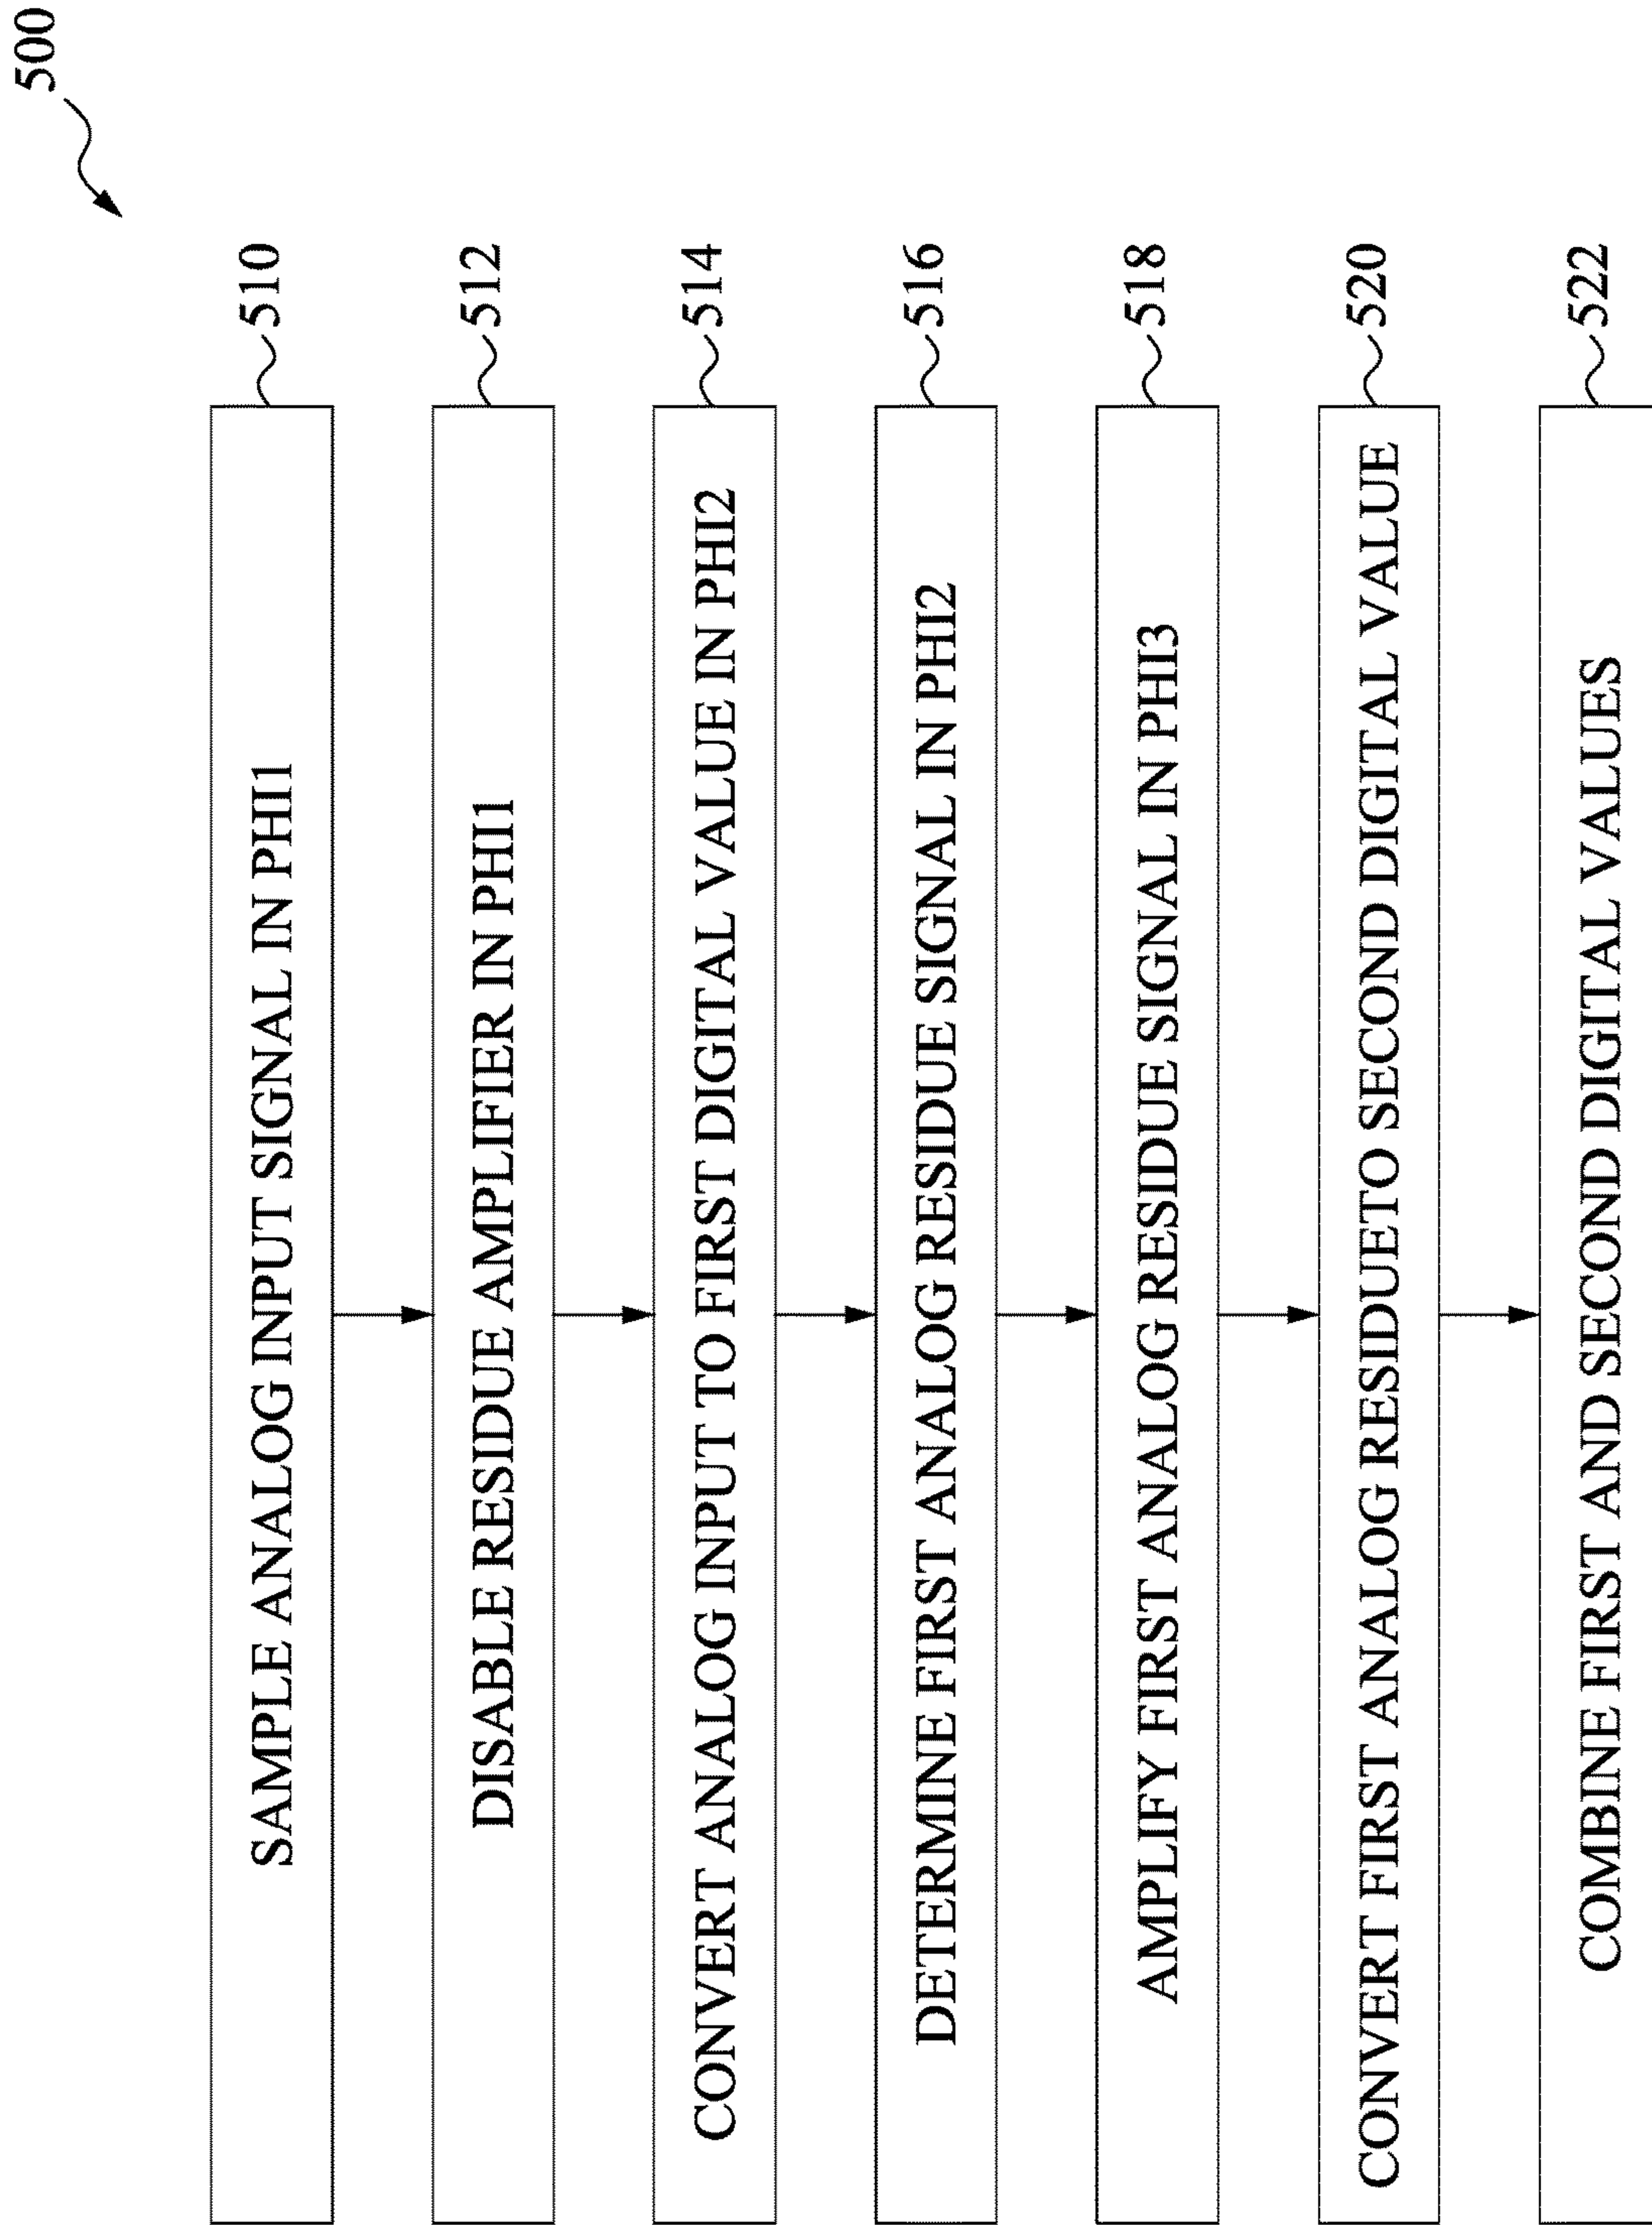 500
SAMPLE ANALOG INPUT SIGNAL IN PHI1
510
DISABLE RESIDUE AMPLIFIER IN PHI1
512
CONVERT ANALOG INPUT TO FIRST DIGITAL VALUE IN PHI2
514
DETERMINE FIRST ANALOG RESIDUE SIGNAL IN PHI2
516
AMPLIFY FIRST ANALOG RESIDUE SIGNAL IN PHI3
518
CONVERT FIRST ANALOG RESIDUETO SECOND DIGITAL VALUE
520
COMBINE FIRST AND SECOND DIGITAL VALUES
522